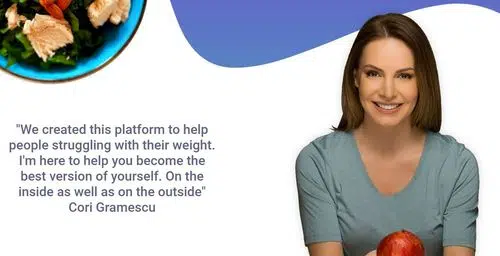 "We created this platform to help
people struggling with their weight.
I'm here to help you become the
best version of yourself. On the
inside as well as on the outside"
Cori Gramescu